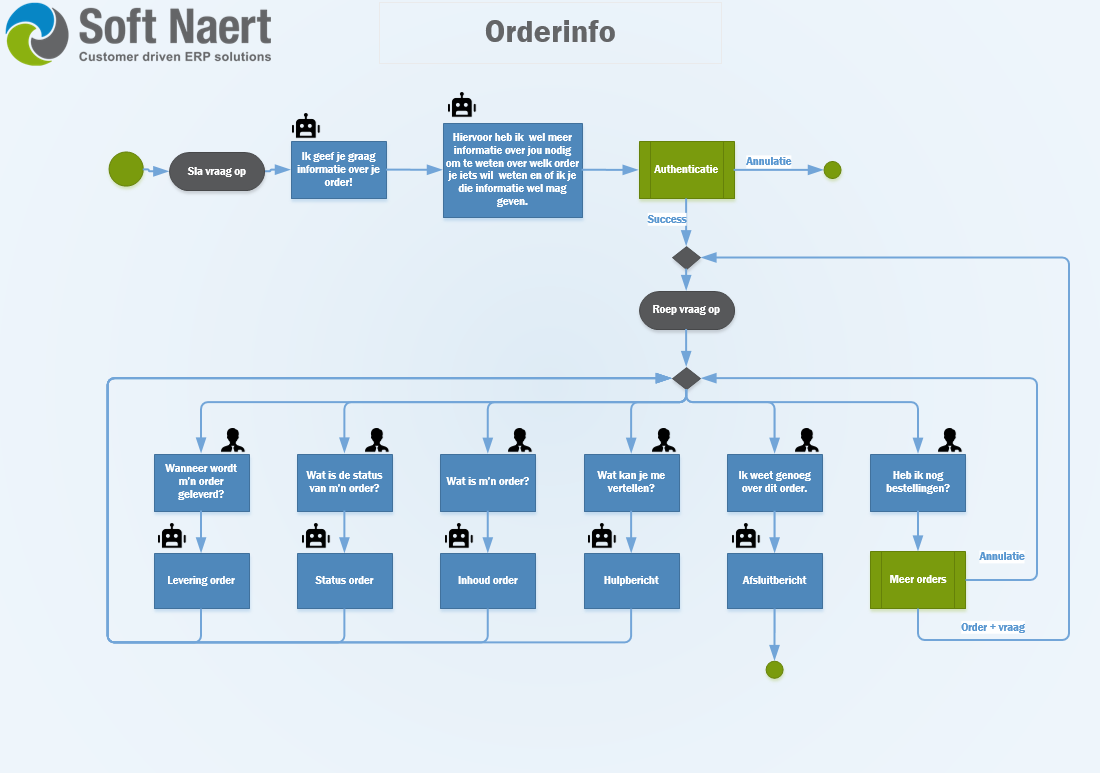 Soft Naert
Customer driven ERP solutions
Orderinfo
Sla vraag op
Ik geef je graag
informatie over je
order!
Hiervoor heb ik wel meer
informatie over jou nodig
om te weten over welk order
je iets wil weten en of ik je
die informatie wel mag
geven.
Authenticatie
Annulatie
Success
Roep vraag op
Wanneer wordt
m'n order
geleverd?
Wat is de status
van m'n order?
Wat is m'n order?
Wat kan je me
vertellen?
Ik weet genoeg
over dit order.
Heb ik nog
bestellingen?
Levering order
Status order
Inhoud order
Hulpbericht
Afsluitbericht
Meer orders
Annulatie
Order + vraag